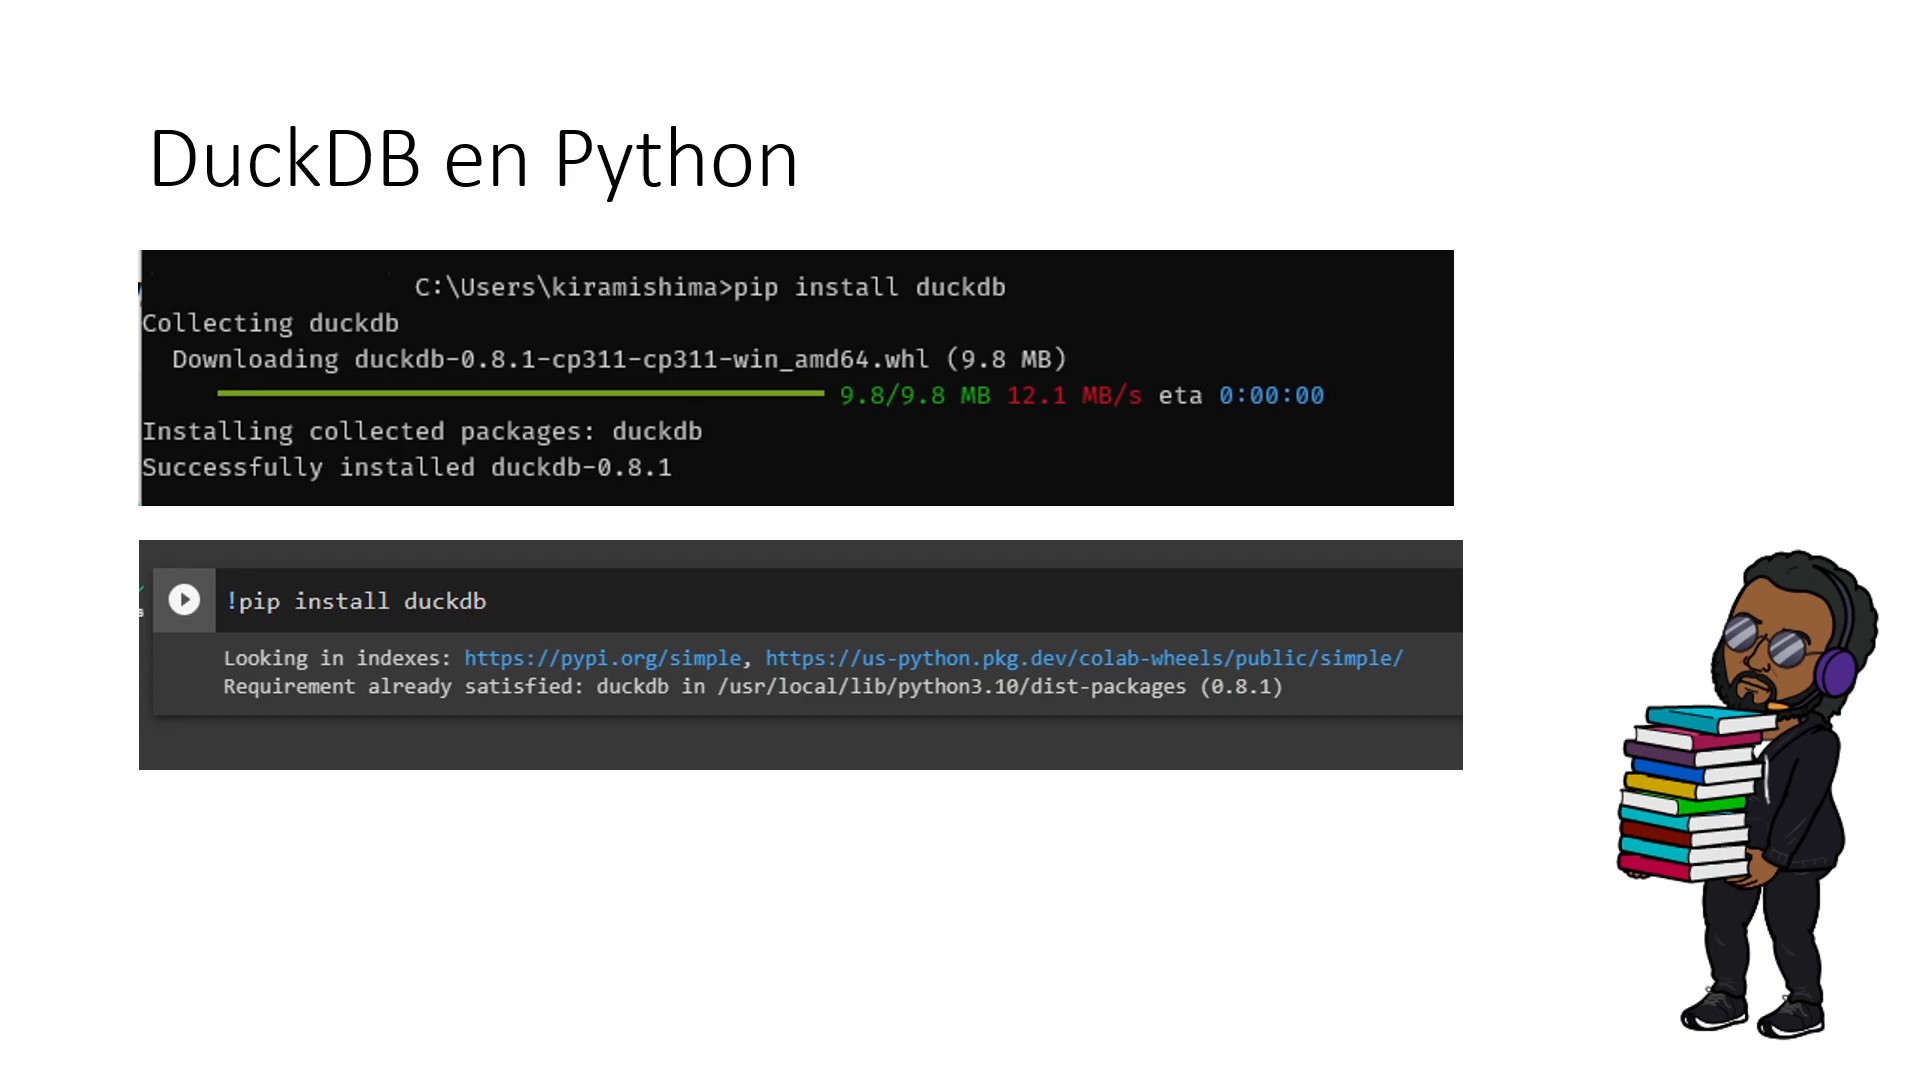 DuckDB en Python
C:\Users\kiramishima>pip install duckdb
Collecting duckdb
Downloading duckdb-0.8.1-cp311-cp311-win_amd64.whl (9.8 MB)
9.8/9.8 MB 12.1 MB/s eta 0:00:00
Installing collected packages: duckdb
Successfully installed duckdb-0.8.1
!pip install duckdb
Looking in indexes: https://pypi.org/simple, https://us-python.pkg.dev/colab-wheels/public/simple/
Requirement already satisfied: duckdb in /usr/local/lib/python3.10/dist-packages (0.8.1)